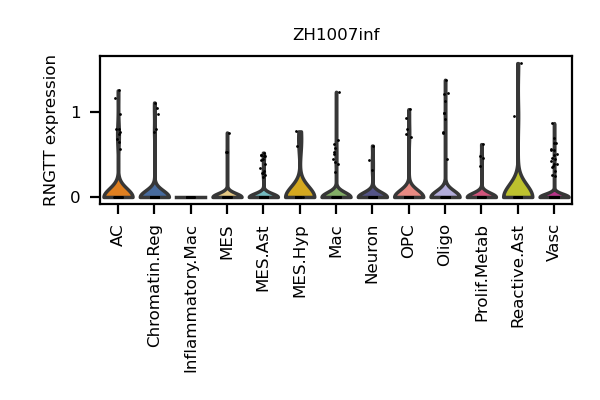 ZH1007inf
RNGTT expression
1
0
AC
Chromatin.Reg
Inflammatory.Mac
MES
MES.Ast
MES.Hyp
Mac
Neuron
OPC
Oligo
Prolif.Metab
Reactive.Ast
Vasc